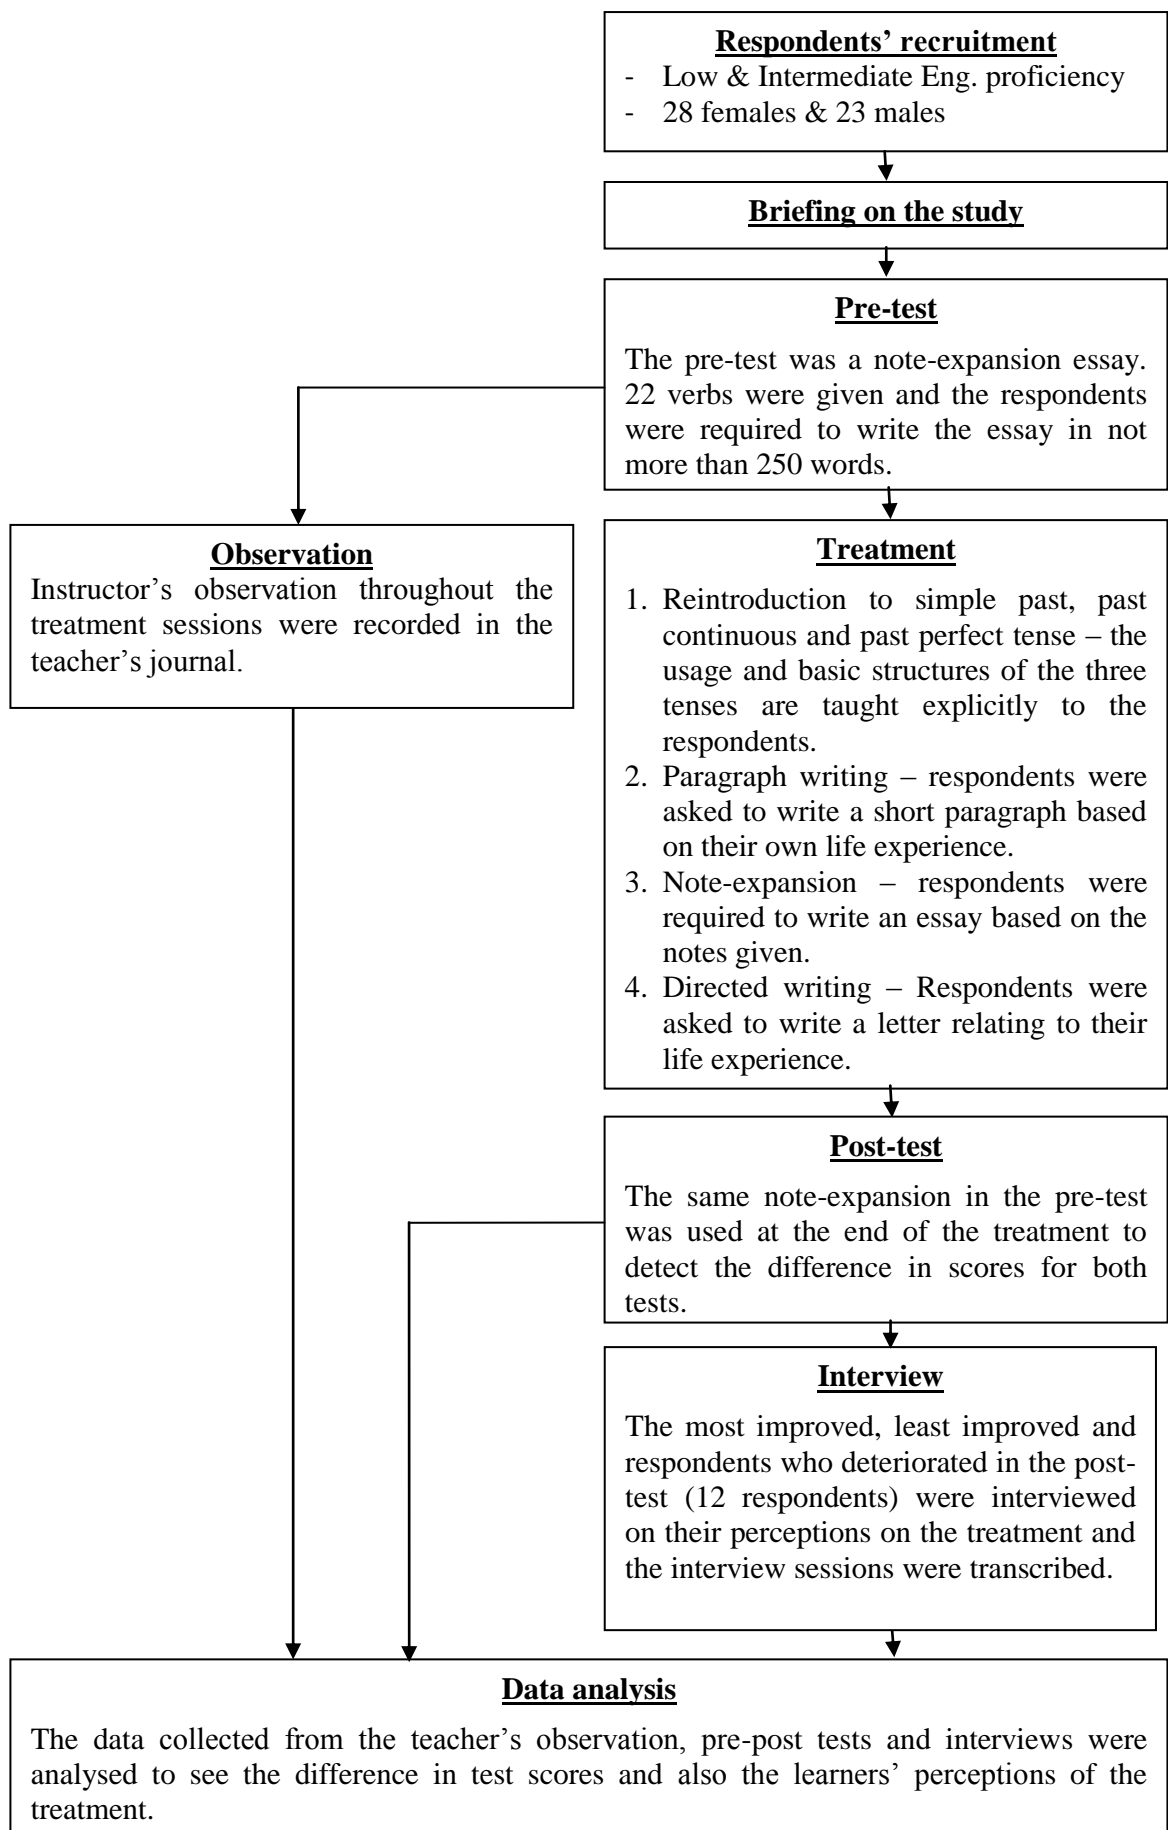 Respondents’ recruitment
- Low & Intermediate Eng. proficiency
- 28 females & 23 males
Briefing on the study
Pre-test
The pre-test was a note-expansion essay.
22 verbs were given and the respondents
were required to write the essay in not
more than 250 words.
Observation
Instructor’s observation throughout the
treatment sessions were recorded in the
teacher’s journal.
Treatment
1. Reintroduction to simple past, past
continuous and past perfect tense – the
usage and basic structures of the three
tenses are taught explicitly to the
respondents.
2. Paragraph writing – respondents were
asked to write a short paragraph based
on their own life experience.
3. Note-expansion – respondents were
required to write an essay based on the
notes given.
4. Directed writing – Respondents were
asked to write a letter relating to their
life experience.
Post-test
The same note-expansion in the pre-test
was used at the end of the treatment to
detect the difference in scores for both
tests.
Interview
The most improved, least improved and
respondents who deteriorated in the post-
test (12 respondents) were interviewed
on their perceptions on the treatment and
the interview sessions were transcribed.
Data analysis
The data collected from the teacher’s observation, pre-post tests and interviews were
analysed to see the difference in test scores and also the learners’ perceptions of the
treatment.